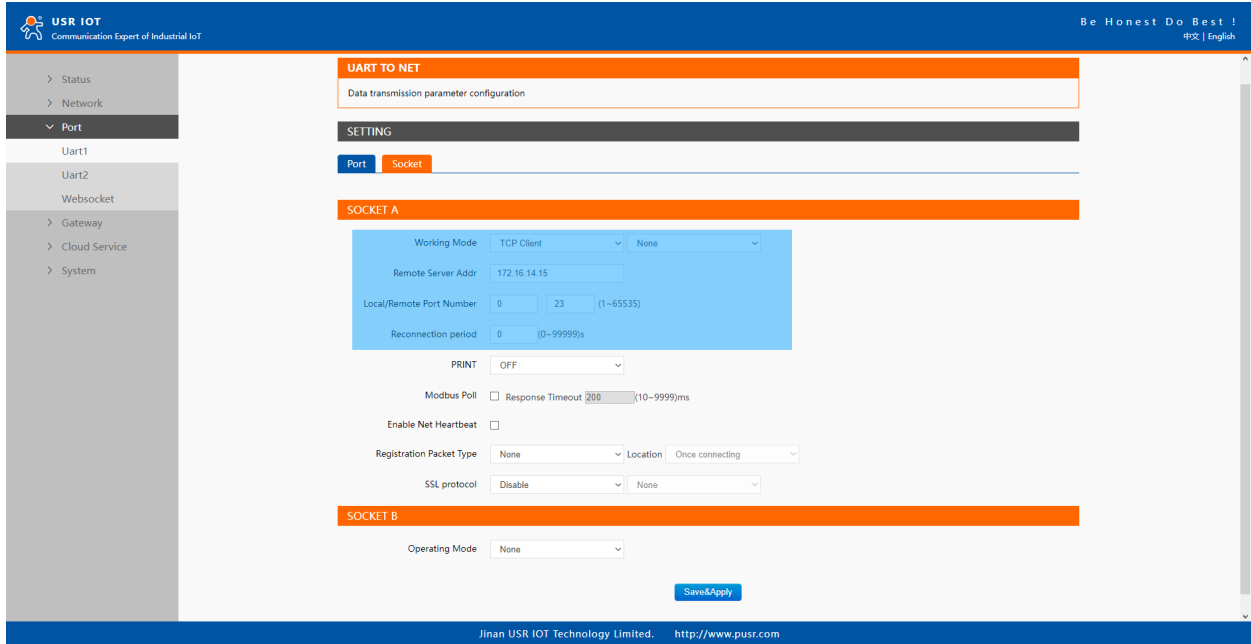 USR IOT
Communication Expert of Industrial IoT
Be Honest Do Best !
中文 | English
Status
Network
Port
Uart1
Uart2
Websocket
Gateway
Cloud Service
System
UART TO NET
Data transmission parameter configuration
SETTING
Port Socket
SOCKET A
Working Mode TCP Client None
Remote Server Addr 172.16.14.15
Local/Remote Port Number 0 23 (1~65535)
Reconnection period 0 (0~99999)s
PRINT OFF
Modbus Poll Response Timeout 200 (10~9999)ms
Enable Net Heartbeat
Registration Packet Type None Location Once connecting
SSL protocol Disable None
SOCKET B
Operating Mode None
Save&Apply
Jinan USR IOT Technology Limited. http://www.pusr.com